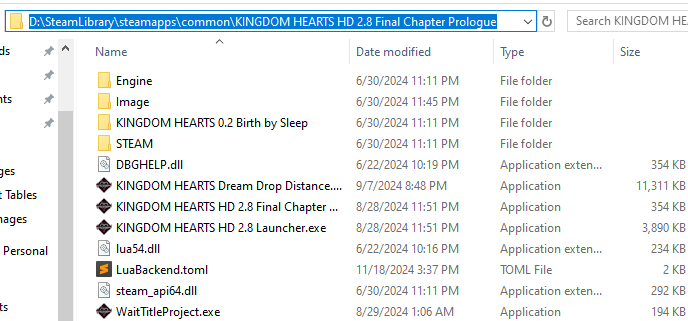 D:\SteamLibrary\steamapps\common\KINGDOM HEARTS HD 2.8 Final Chapter Prologue Search KINGDOM HEA
Name Date modified Type Size
Engine 6/30/2024 11:11 PM File folder
Image 6/30/2024 11:45 PM File folder
KINGDOM HEARTS 0.2 Birth by Sleep 6/30/2024 11:11 PM File folder
STEAM 6/30/2024 11:11 PM File folder
DBGHELP.dll 6/22/2024 10:19 PM Application exten... 354 KB
KINGDOM HEARTS Dream Drop Distance.... 9/7/2024 8:48 PM Application 11,311 KB
KINGDOM HEARTS HD 2.8 Final Chapter ... 8/28/2024 11:51 PM Application 354 KB
KINGDOM HEARTS HD 2.8 Launcher.exe 8/28/2024 11:51 PM Application 3,890 KB
lua54.dll 6/22/2024 10:16 PM Application exten... 234 KB
Tables
LuaBackend.toml 11/18/2024 3:37 PM TOML File 2 KB
Personal
steam_api64.dll 6/30/2024 11:11 PM Application exten... 292 KB
WaitTitleProject.exe 8/29/2024 1:06 AM Application 194 KB